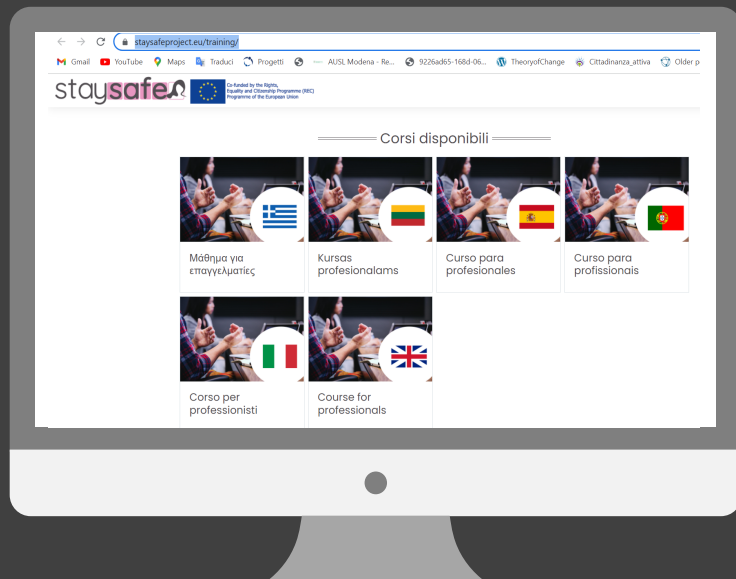 staysafeproject.eu/training/
Gmail YouTube Maps Traduci Progetti AUSL Modena - Re... 9226ad65-168d-06... TheoryofChange Cittadinanza_attiva Older p
staysafe
Co-funded by the Rights,
Equality and Citizenship Programme (REC)
Programme of the European Union
Corsi disponibili
Μάθημα για
επαγγελματίες
Kursas
profesionalams
Curso para
profesionales
Curso para
profissionais
Corso per
professionisti
Course for
professionals